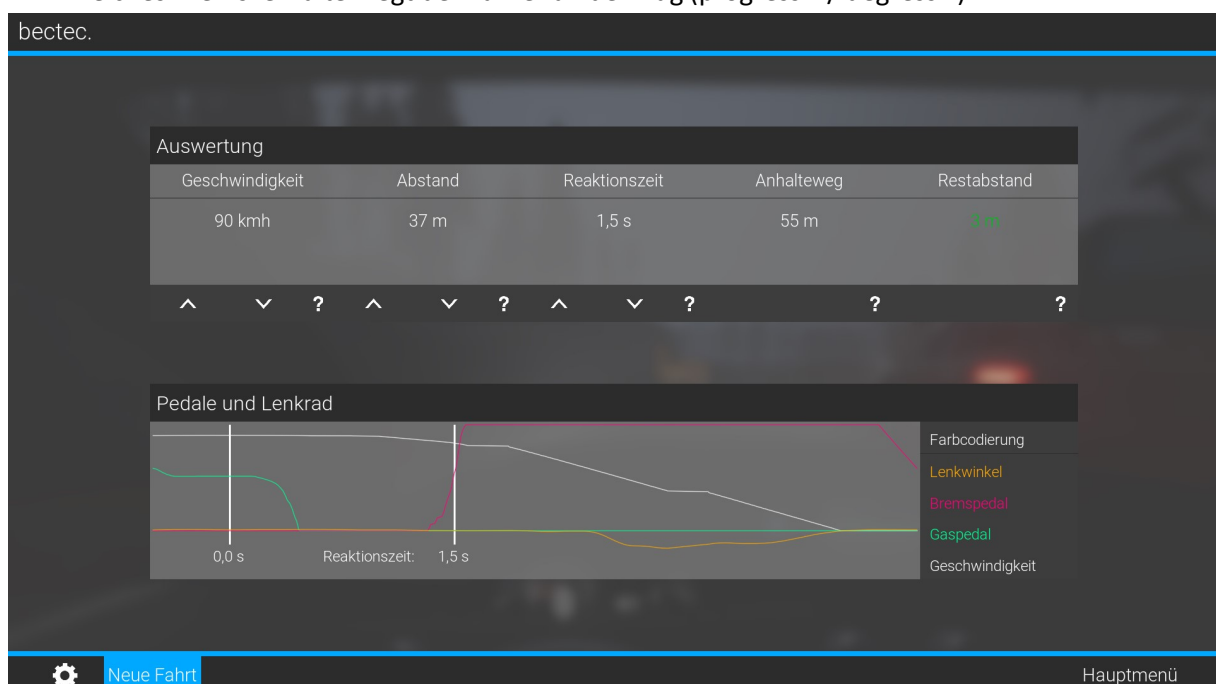 bectec.
Auswertung
Geschwindigkeit Abstand Reaktionszeit Anhalteweg Restabstand
90 kmh 37 m 1,5 s 55 m
? ? ? ? ?
Pedale und Lenkrad
Farbcodierung
Lenkwinkel
Bremspedal
Gaspedal
0,0 s Reaktionszeit: 1,5 s
Geschwindigkeit
Neue Fahrt Hauptmenü